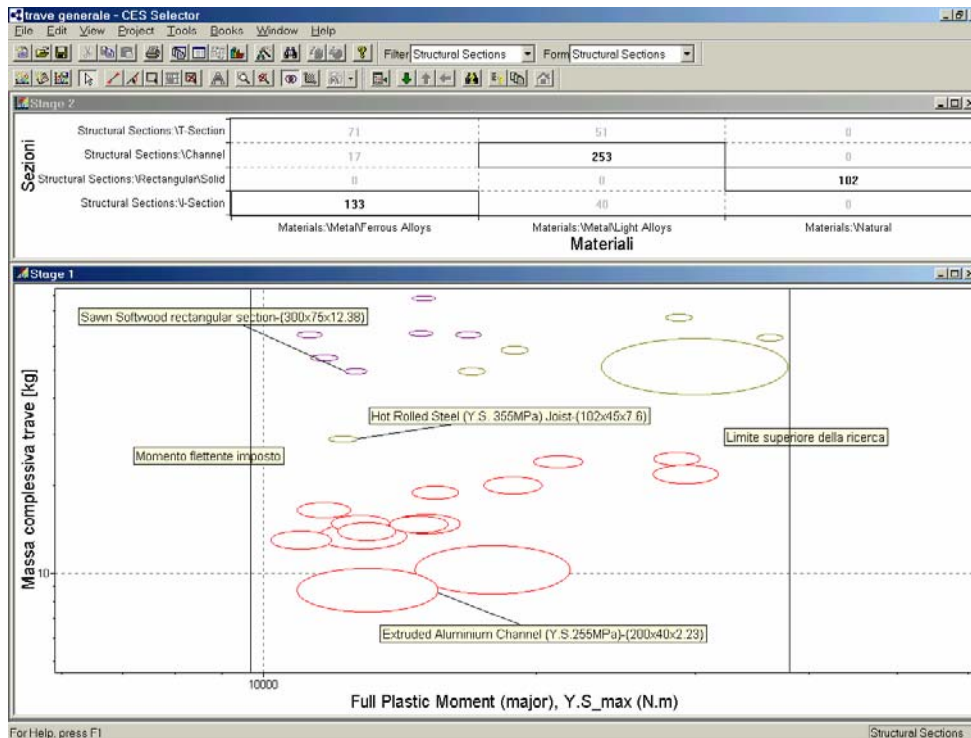 trave generale - CES Selector
File Edit View Project Tools Books Window Help
Filter Structural Sections Form Structural Sections
Stage 2
Sezioni
Structural Sections:\T-Section 71 51 0
Structural Sections:\Channel 17 253 0
Structural Sections:\Rectangular\Solid 0 0 102
Structural Sections:\I-Section 133 40 0
Materials:\Metal\Ferrous Alloys Materials:\Metal\Light Alloys Materials:\Natural
Materiali
Stage 1
Massa complessiva trave [kg]
Sawn Softwood rectangular section-(300x75x12.38)
Hot Rolled Steel (Y.S. 355MPa) Joist-(102x45x7.6)
Limite superiore della ricerca
Momento flettente imposto
10
Extruded Aluminium Channel (Y.S.255MPa)-(200x40x2.23)
10000
Full Plastic Moment (major), Y.S_max (N.m)
For Help, press F1 Structural Sections